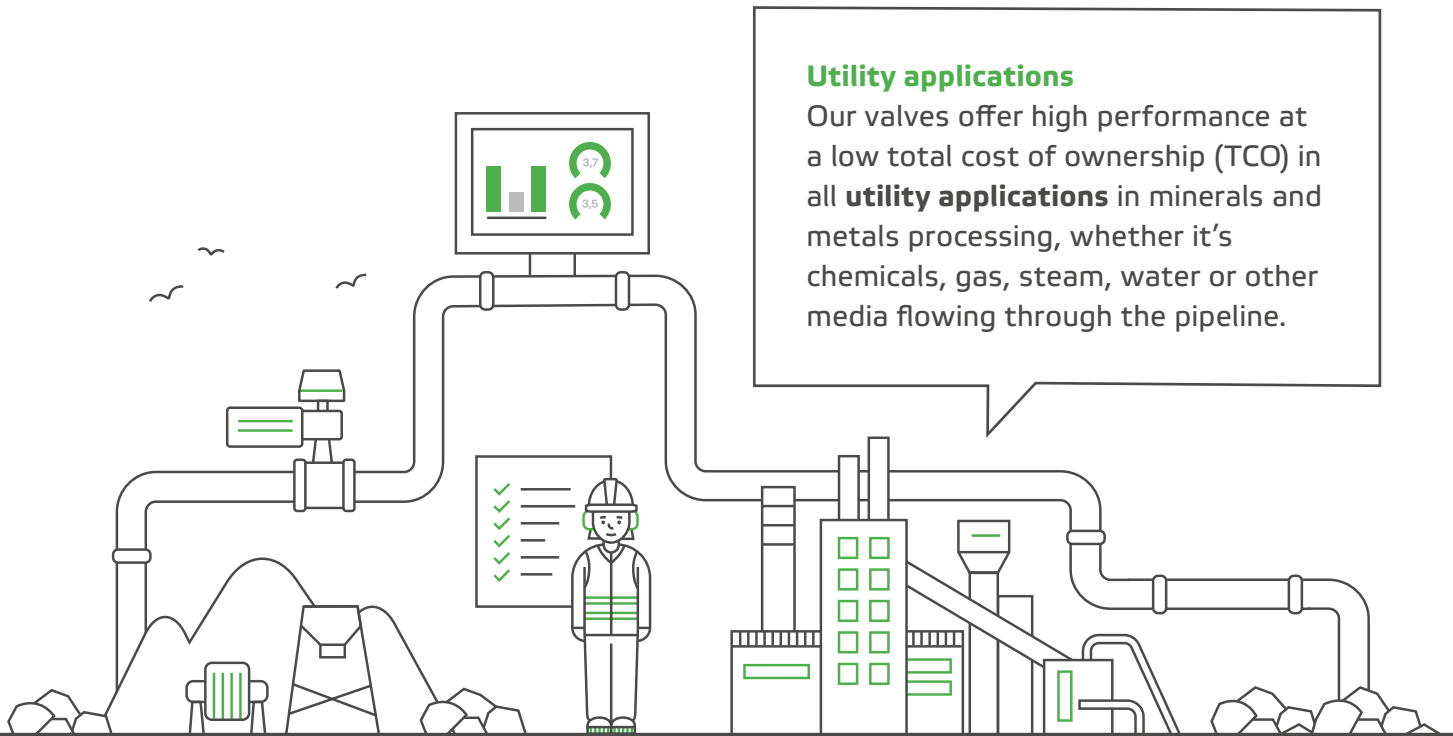 3,7
3,5
Utility applications
Our valves offer high performance at
a low total cost of ownership (TCO) in
all utility applications in minerals and
metals processing, whether it’s
chemicals, gas, steam, water or other
media flowing through the pipeline.